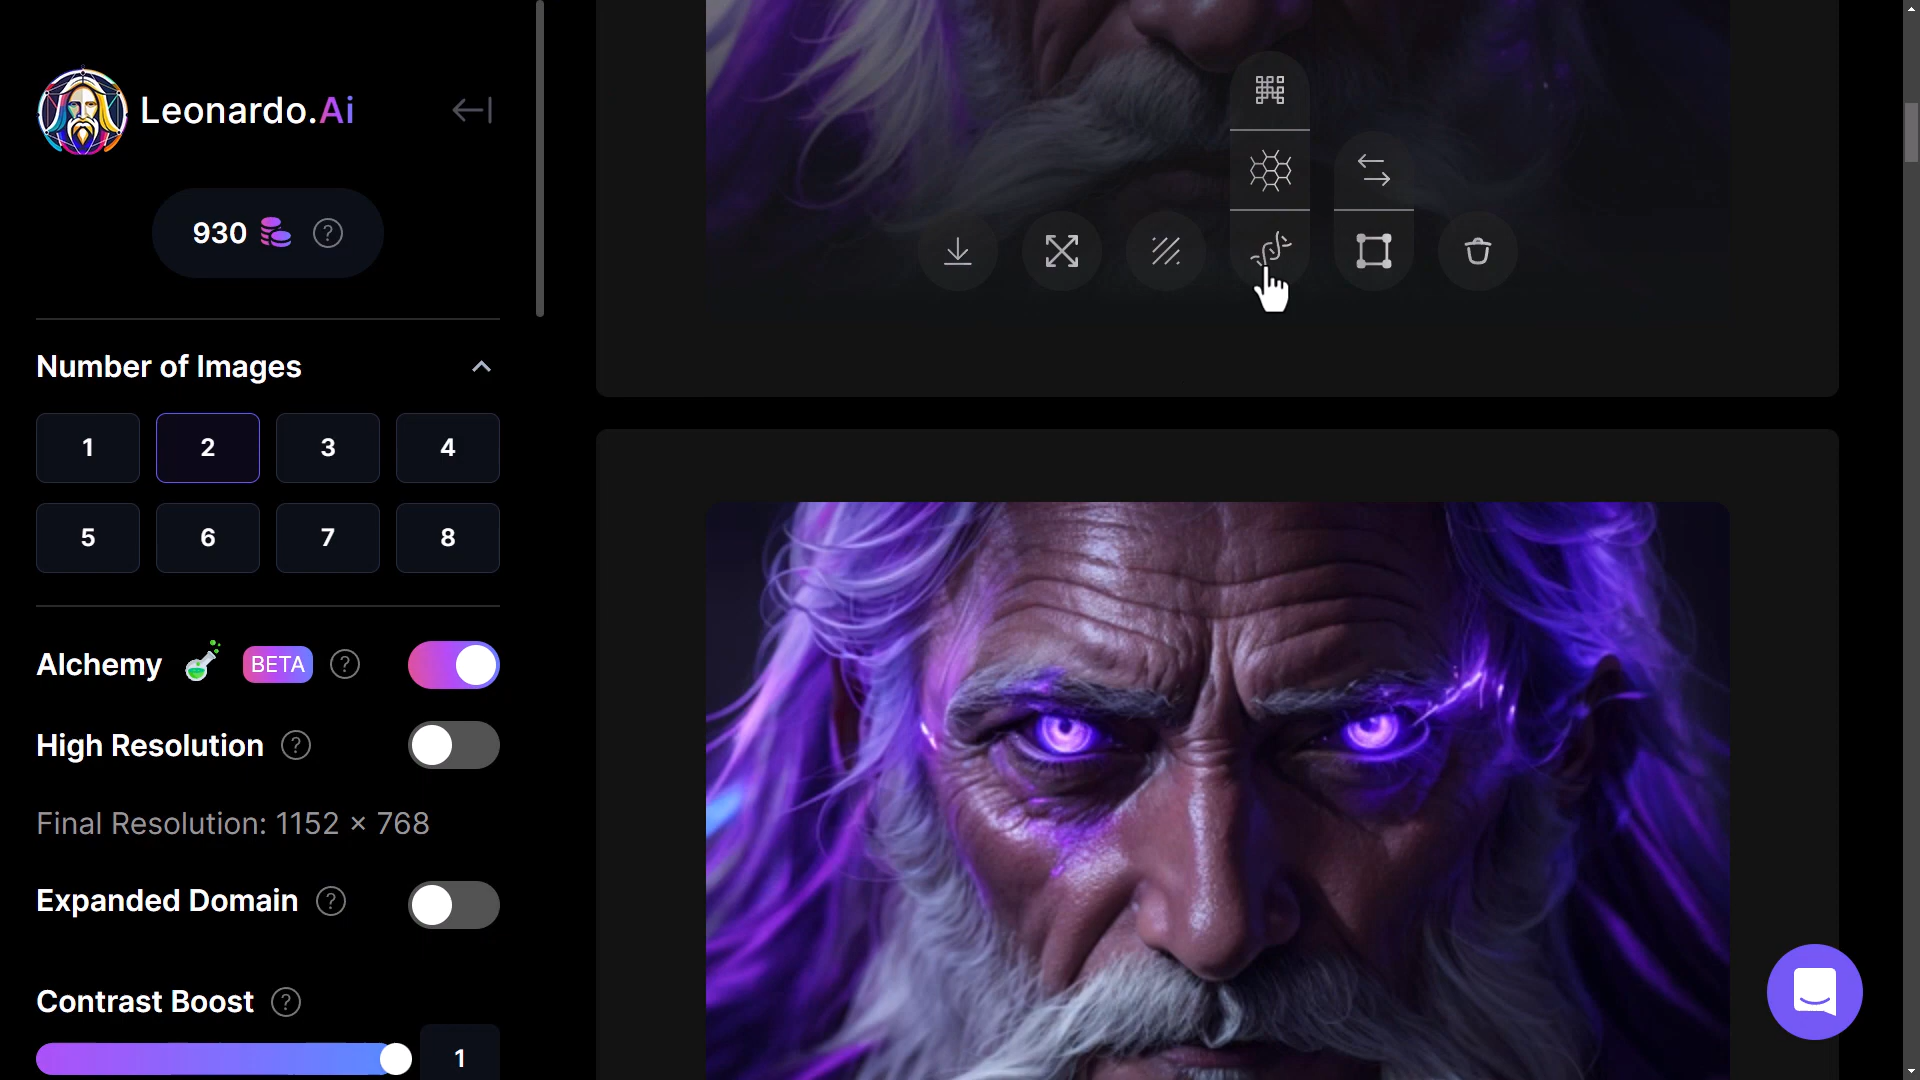 Leonardo.Ai
930 ?
Number of Images
1 2 3 4
5 6 7 8
Alchemy BETA ?
High Resolution ?
Final Resolution: 1152 × 768
Expanded Domain ?
Contrast Boost ?
1